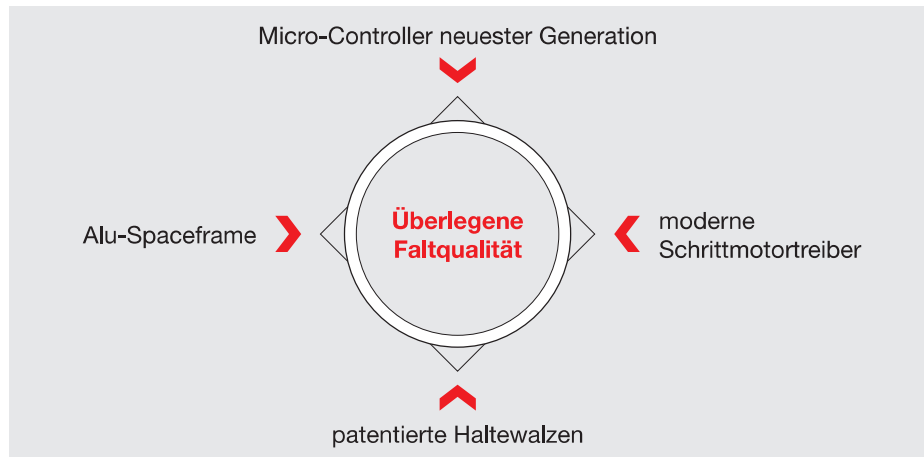 Micro-Controller neuester Generation
Alu-Spaceframe
Überlegene
Faltqualität
moderne
Schrittmotortreiber
patentierte Haltewalzen